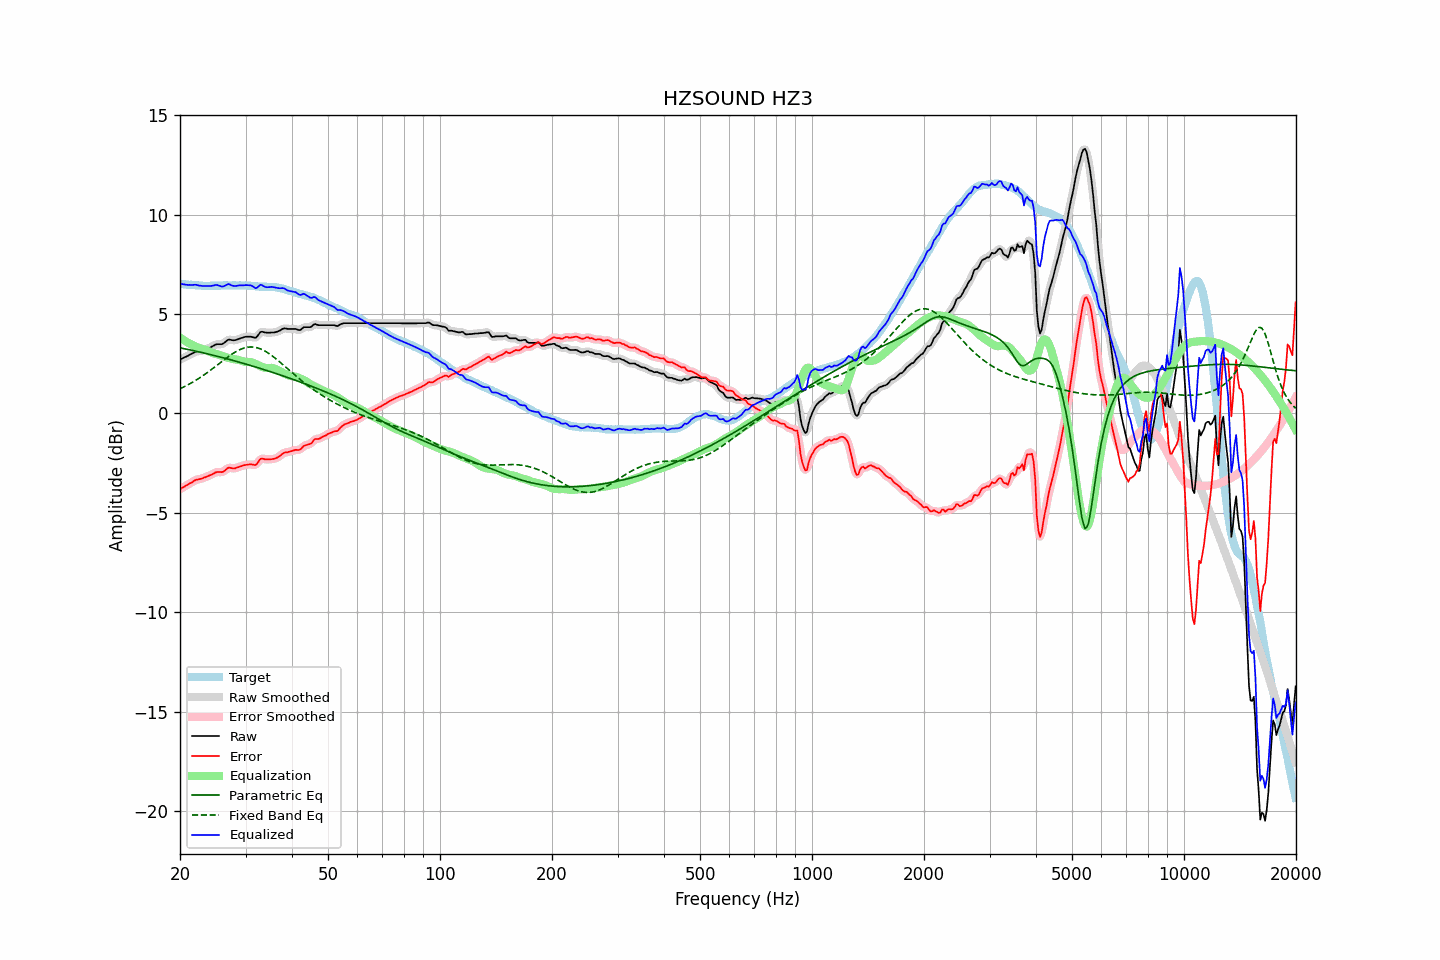 HZSOUND HZ3
15
10
5
0
−5
−10
−15
−20
Amplitude (dBr)
Target
Raw Smoothed
Error Smoothed
Raw
Error
Equalization
Parametric Eq
Fixed Band Eq
Equalized
20 50 100 200 500 1000 2000 5000 10000 20000
Frequency (Hz)